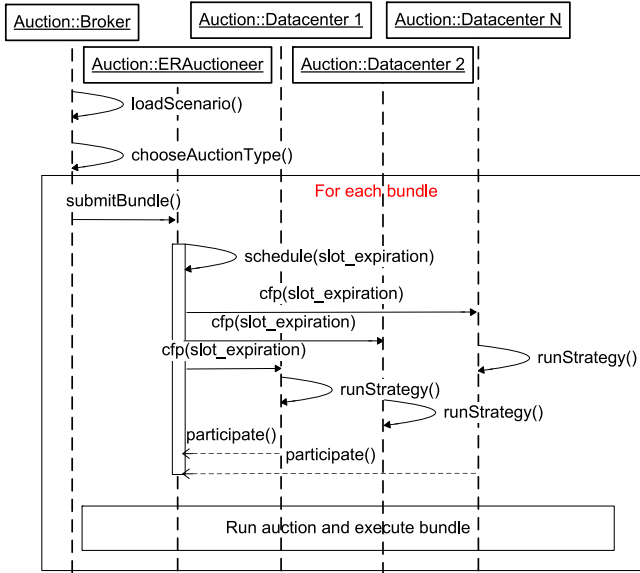 Auction::Broker
Auction::Datacenter 1
Auction::Datacenter N
Auction::ERAuctioneer
Auction::Datacenter 2
loadScenario()
chooseAuctionType()
For each bundle
submitBundle()
schedule(slot_expiration)
cfp(slot_expiration)
cfp(slot_expiration)
cfp(slot_expiration)
runStrategy()
runStrategy()
runStrategy()
participate()
participate()
Run auction and execute bundle